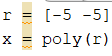 r = [-5 -5]
x = poly(r)